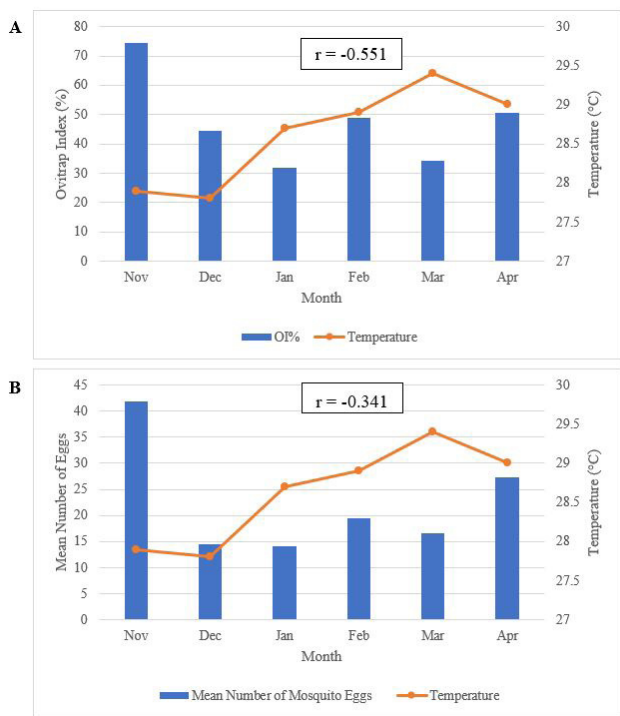 A
r = -0.551
Ovitrap Index (%)
80
70
60
50
40
30
20
10
0
Temperature (°C)
30
29.5
29
28.5
28
27.5
27
Nov Dec Jan Feb Mar Apr
Month
OI% Temperature
B
r = -0.341
Mean Number of Eggs
45
40
35
30
25
20
15
10
5
0
Temperature (°C)
30
29.5
29
28.5
28
27.5
27
Nov Dec Jan Feb Mar Apr
Month
Mean Number of Mosquito Eggs Temperature